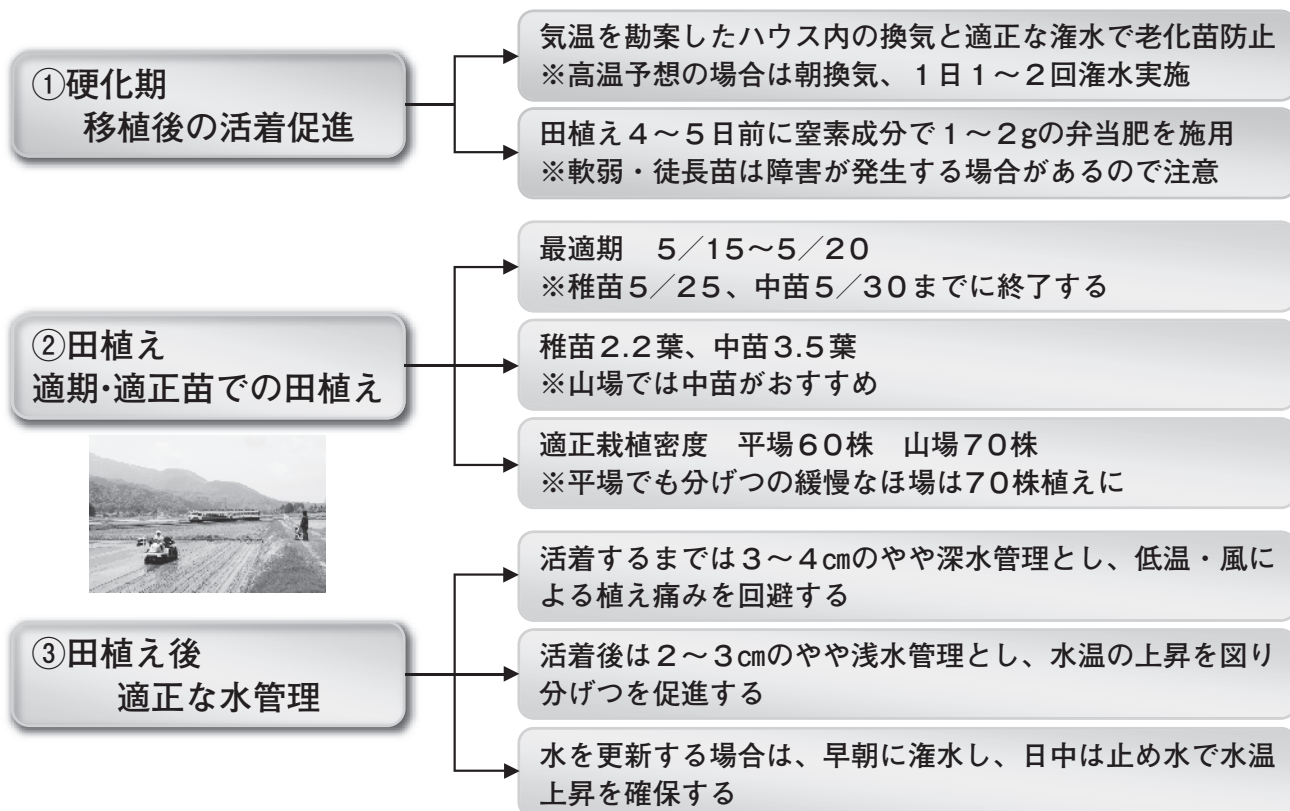 ①硬化期
移植後の活着促進
気温を勘案したハウス内の換気と適正な潅水で老化苗防止
※高温予想の場合は朝換気、1日1~2回潅水実施
田植え4~5日前に窒素成分で1~2gの弁当肥を施用
※軟弱・徒長苗は障害が発生する場合があるので注意
②田植え
適期・適正苗での田植え
最適期 5/15~5/20
※稚苗5/25、中苗5/30までに終了する
稚苗2.2葉、中苗3.5葉
※山場では中苗がおすすめ
適正栽植密度 平場60株 山場70株
※平場でも分げつの緩慢なほ場は70株植えに
③田植え後
適正な水管理
活着するまでは3~4㎝のやや深水管理とし、低温・風に
よる植え痛みを回避する
活着後は2~3㎝のやや浅水管理とし、水温の上昇を図り
分げつを促進する
水を更新する場合は、早朝に潅水し、日中は止め水で水温
上昇を確保する